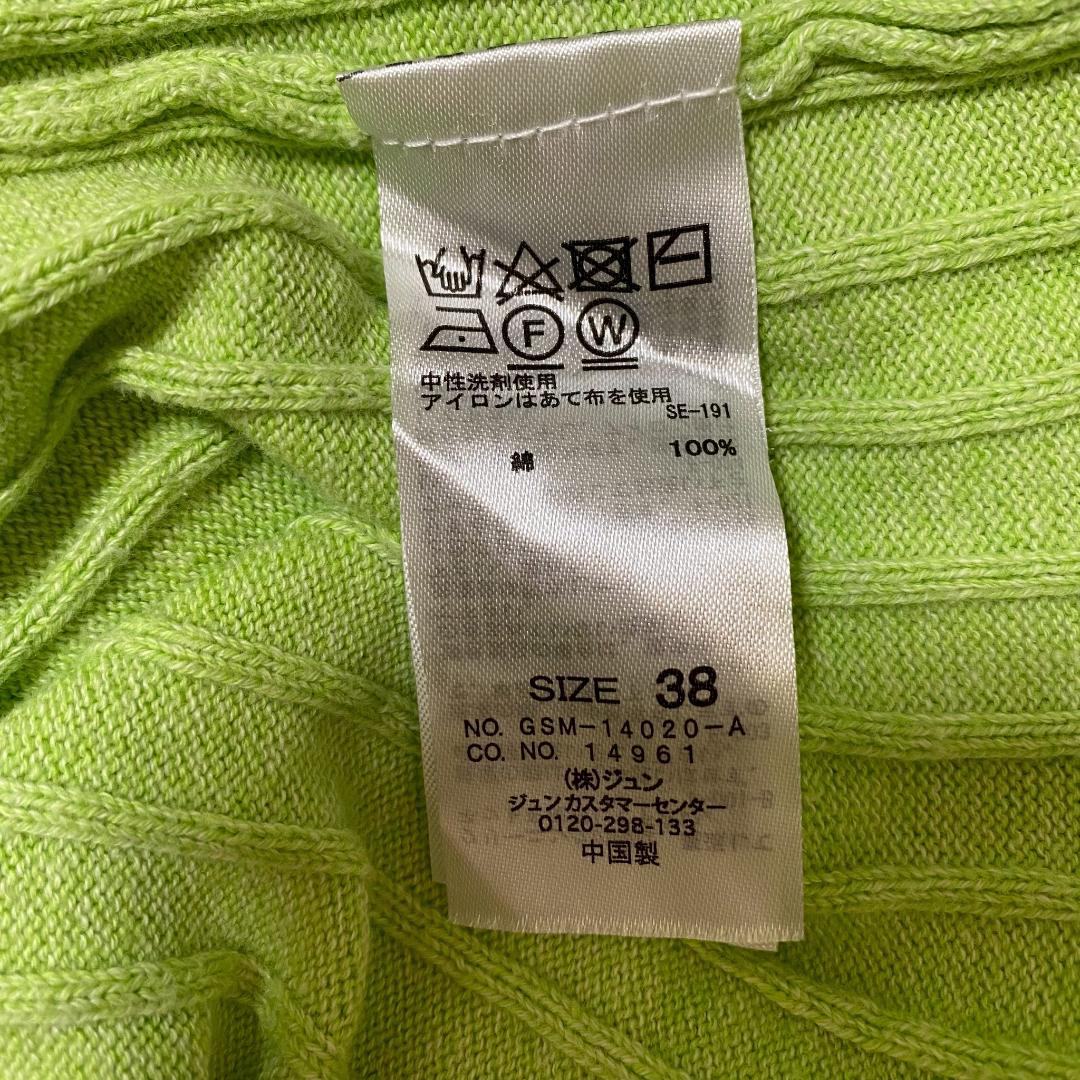 F W
中性洗剤使用
アイロンはあて布を使用
SE-191
綿 100%
SIZE 38
NO. GSM-14020-A
CO. NO. 14961
(株)ジュン
ジュンカスタマーセンター
0120-298-133
中国製